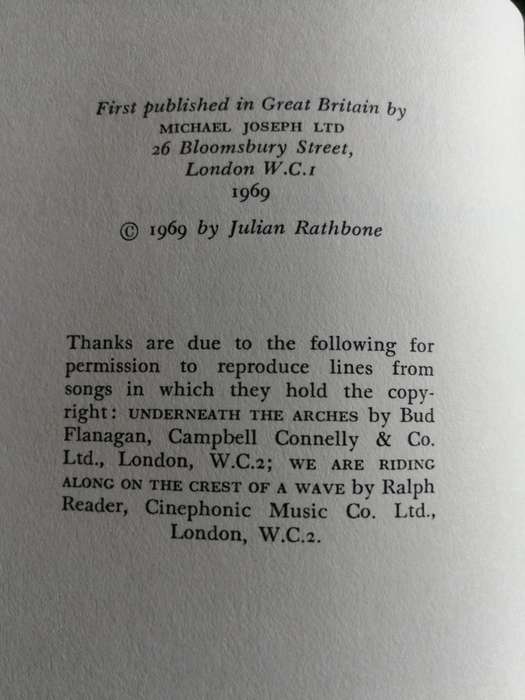 First published in Great Britain by
MICHAEL JOSEPH LTD
26 Bloomsbury Street,
London W.C.1
1969
© 1969 by Julian Rathbone
Thanks are due to the following for
permission to reproduce lines from
songs in which they hold the copy-
right: UNDERNEATH THE ARCHES by Bud
Flanagan, Campbell Connelly & Co.
Ltd., London, W.C.2; WE ARE RIDING
ALONG ON THE CREST OF A WAVE by Ralph
Reader, Cinephonic Music Co. Ltd.,
London, W.C.2.